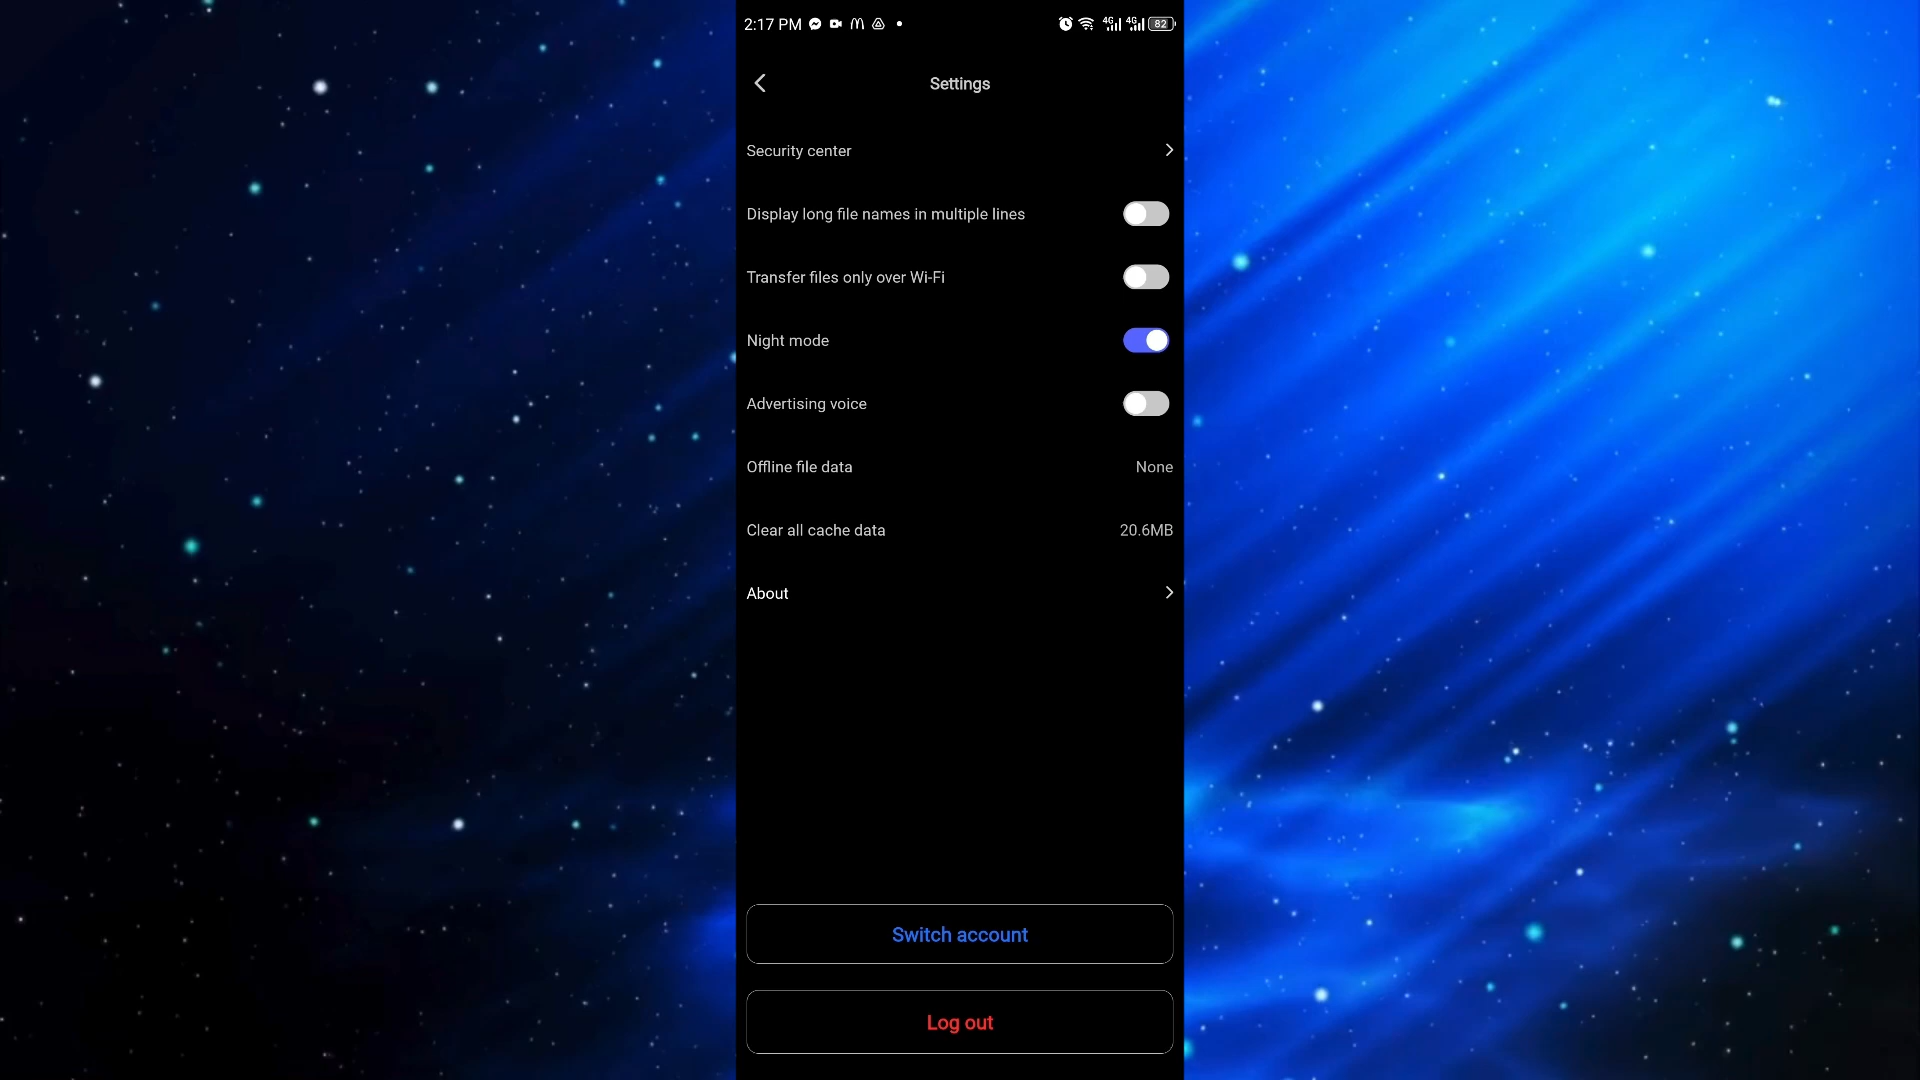 2:17 PM 4G 4G 82
Settings
Security center
Display long file names in multiple lines
Transfer files only over Wi-Fi
Night mode
Advertising voice
Offline file data None
Clear all cache data 20.6MB
About
Switch account
Log out